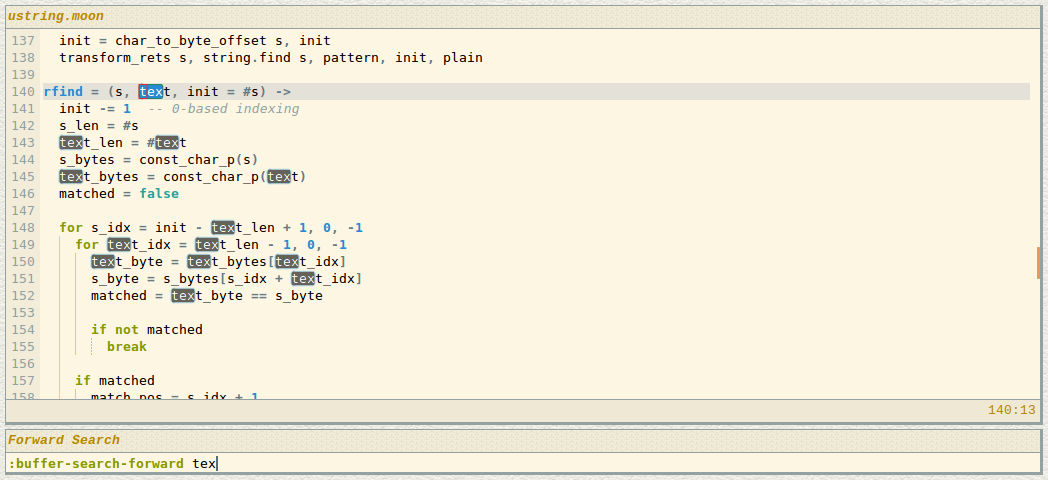 ustring.moon
137 init = char_to_byte_offset s, init
138 transform_rets s, string.find s, pattern, init, plain
139
140 rfind = (s, text, init = #s) ->
141 init -= 1 -- 0-based indexing
142 s_len = #s
143 text_len = #text
144 s_bytes = const_char_p(s)
145 text_bytes = const_char_p(text)
146 matched = false
147
148 for s_idx = init - text_len + 1, 0, -1
149 for text_idx = text_len - 1, 0, -1
150 text_byte = text_bytes[text_idx]
151 s_byte = s_bytes[s_idx + text_idx]
152 matched = text_byte == s_byte
153
154 if not matched
155 break
156
157 if matched
158 match_pos = s_idx + 1
140:13
Forward Search
:buffer-search-forward tex